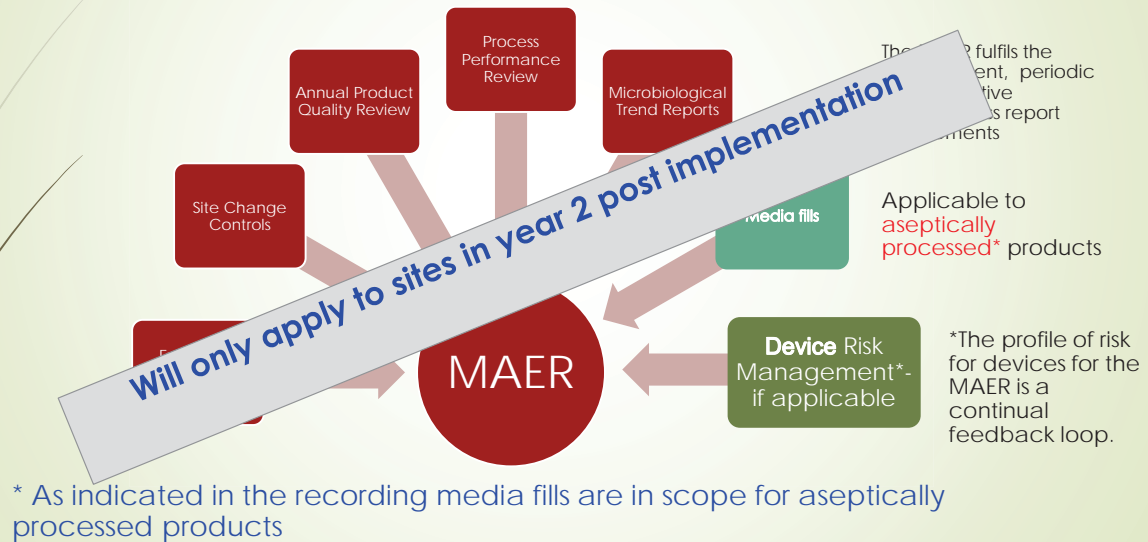 Process
Performance
Review
Annual Product
Quality Review
Microbiological
Trend Reports
The fulfils the
periodic
report
Site Change
Controls
Will only apply to sites in year 2 post implementation
Media fills
Applicable to
aseptically
processed* products
MAER
Device Risk
Management*-
if applicable
*The profile of risk
for devices for the
MAER is a
continual
feedback loop.
* As indicated in the recording media fills are in scope for aseptically
processed products